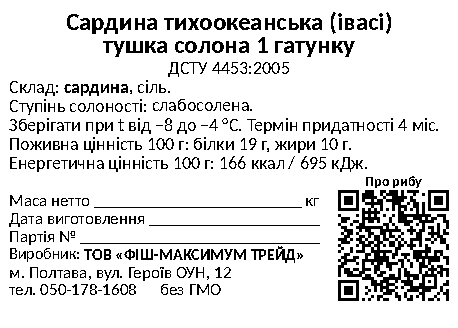 Сардина тихоокеанська (івасі)
тушка солона 1 гатунку
ДСТУ 4453:2005
Склад: сардина, сіль.
Ступінь солоності: слабосолена.
Зберігати при t від –8 до –4 °С. Термін придатності 4 міс.
Поживна цінність 100 г: білки 19 г, жири 10 г.
Енергетична цінність 100 г: 166 ккал / 695 кДж.
Про рибу
Маса нетто ______________________ кг
Дата виготовлення __________________
Партія № __________________________
Виробник: ТОВ «ФІШ-МАКСИМУМ ТРЕЙД»
м. Полтава, вул. Героїв ОУН, 12
тел. 050-178-1608 без ГМО